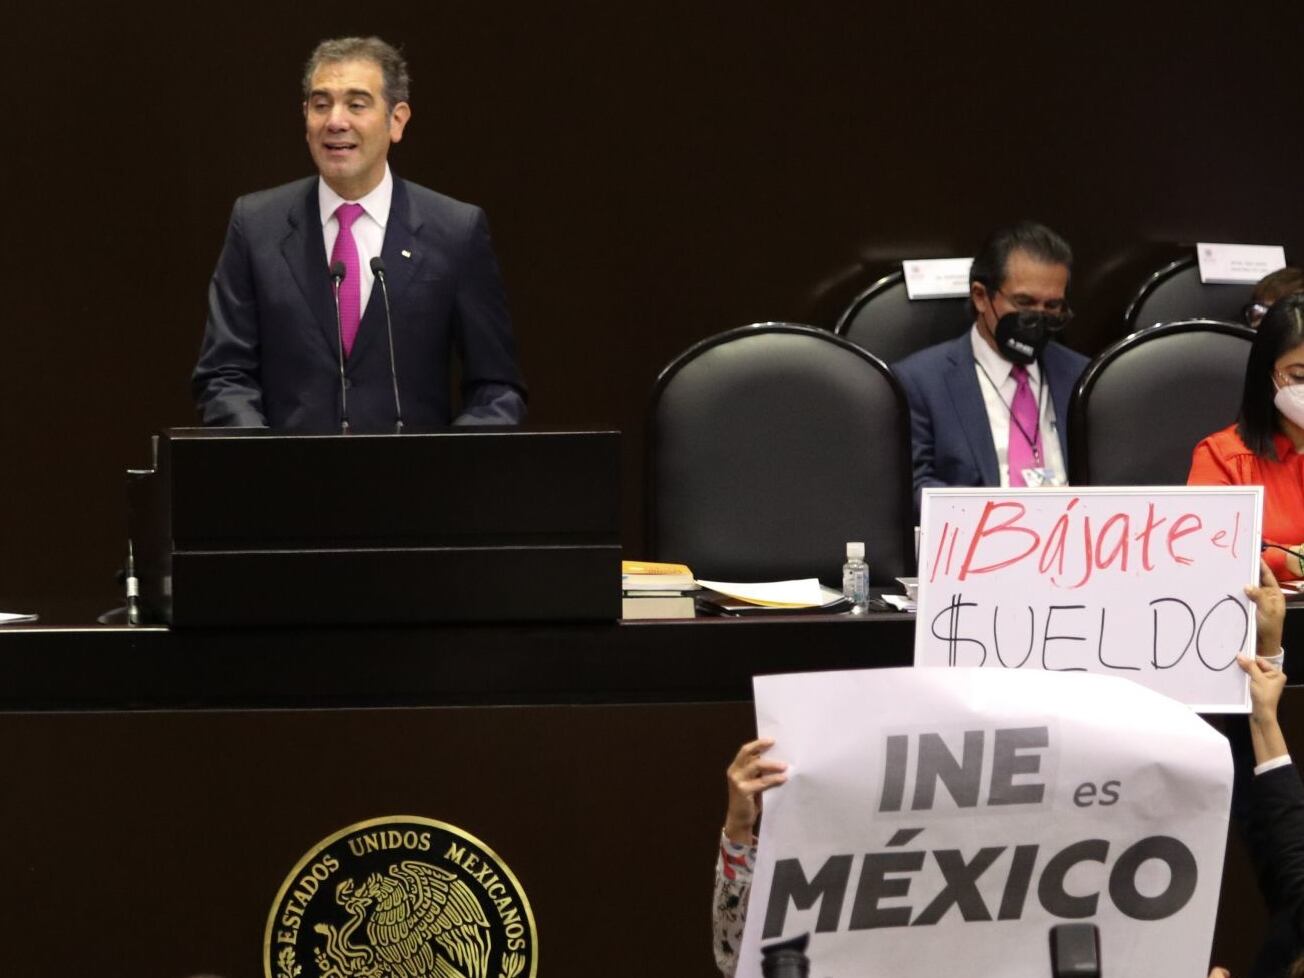 ¡¡Bájate el
$UELDO
INE es
MÉXICO
ESTADOS UNIDOS MEXICANOS